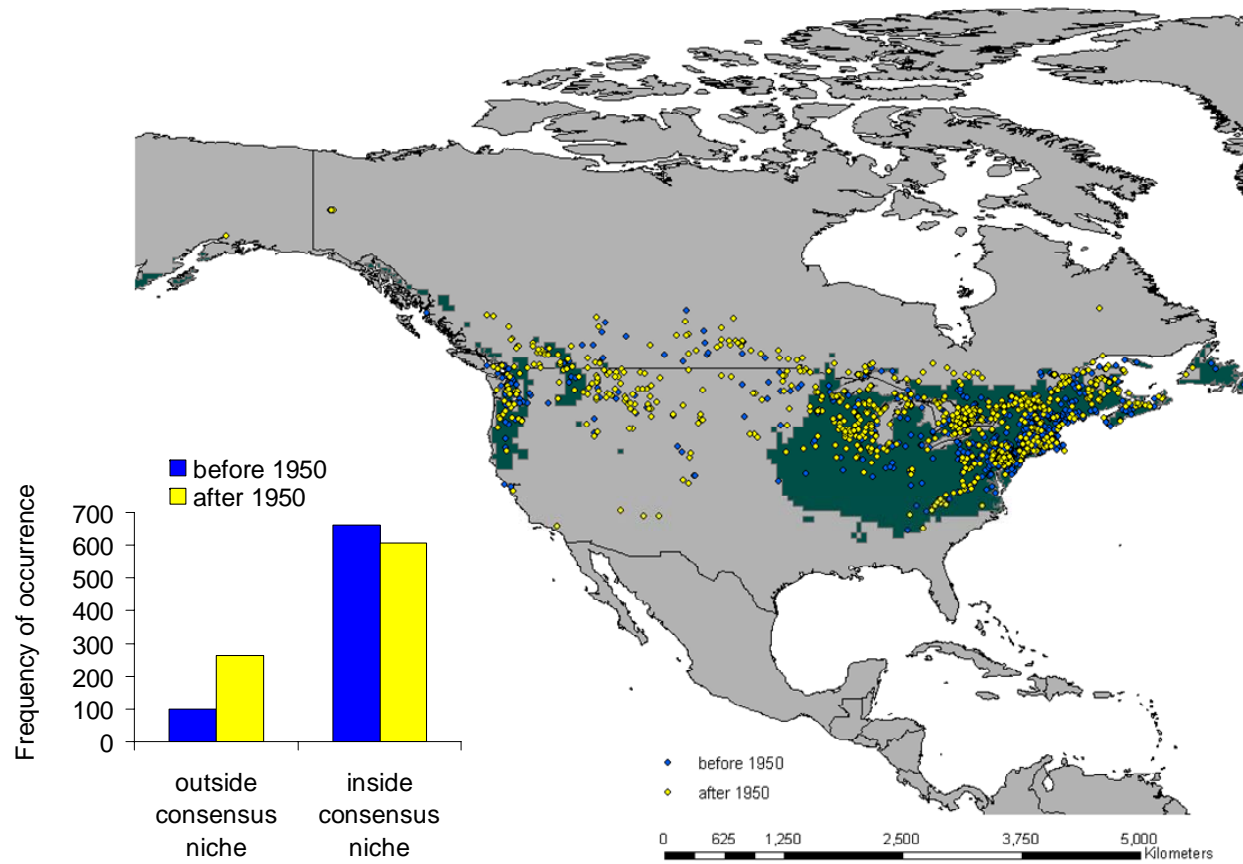 before 1950
after 1950
700
600
500
400
300
200
100
0
Frequency of occurrence
outside consensus niche
inside consensus niche
before 1950
after 1950
0 625 1,250 2,500 3,750 5,000
Kilometers